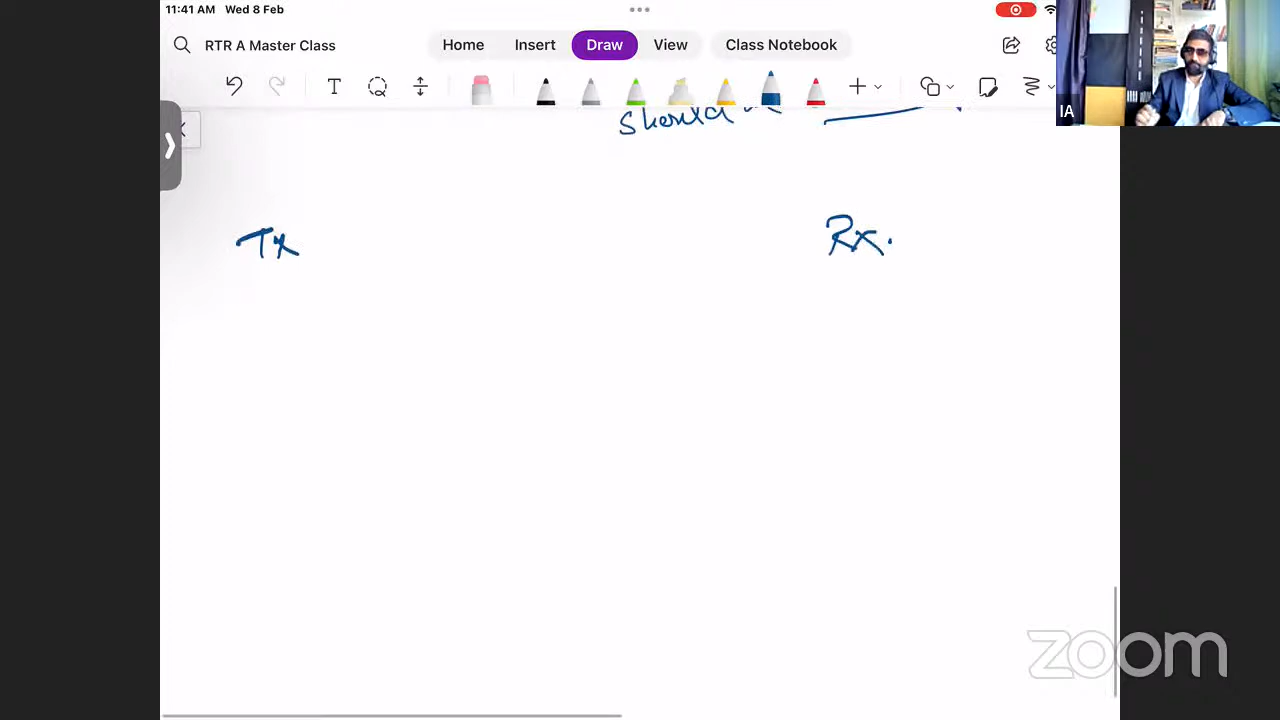 11:41 AM Wed 8 Feb
RTR A Master Class
Home Insert Draw View Class Notebook
T
IA
should
Tx Rx.
zoom